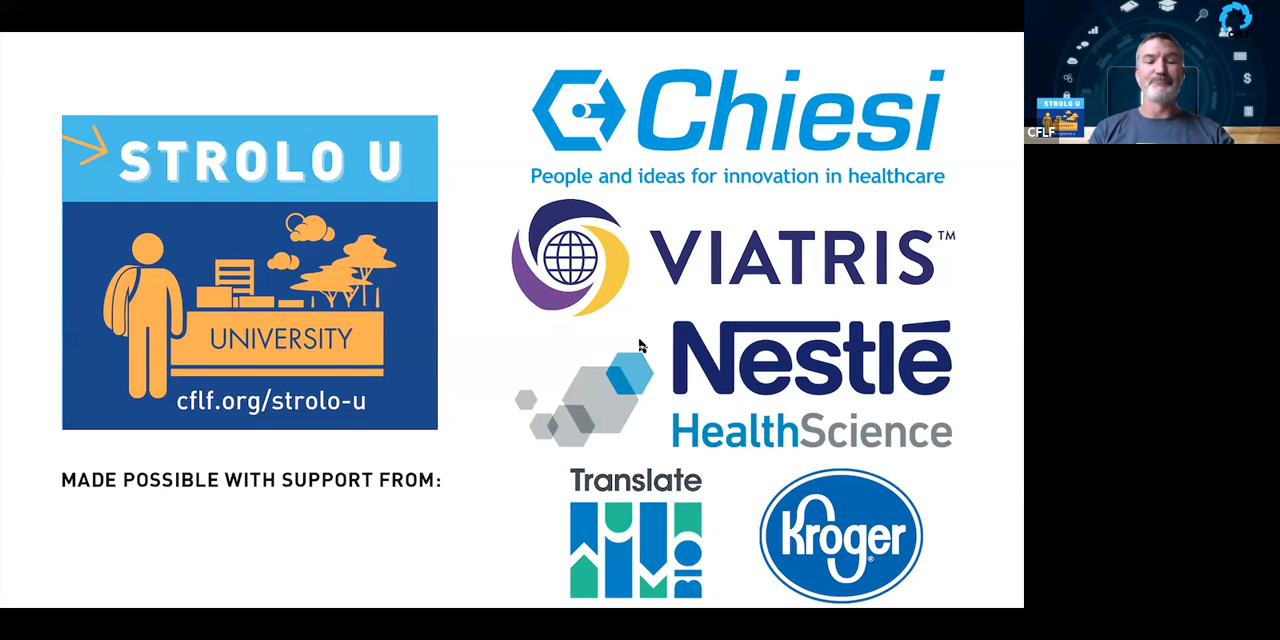 STROLO U
UNIVERSITY
cflf.org/strolo-u
MADE POSSIBLE WITH SUPPORT FROM:
Chiesi
People and ideas for innovation in healthcare
VIATRIS™
Nestlé
HealthScience
Translate
BIO
Kroger®
STROLO U
CFLF